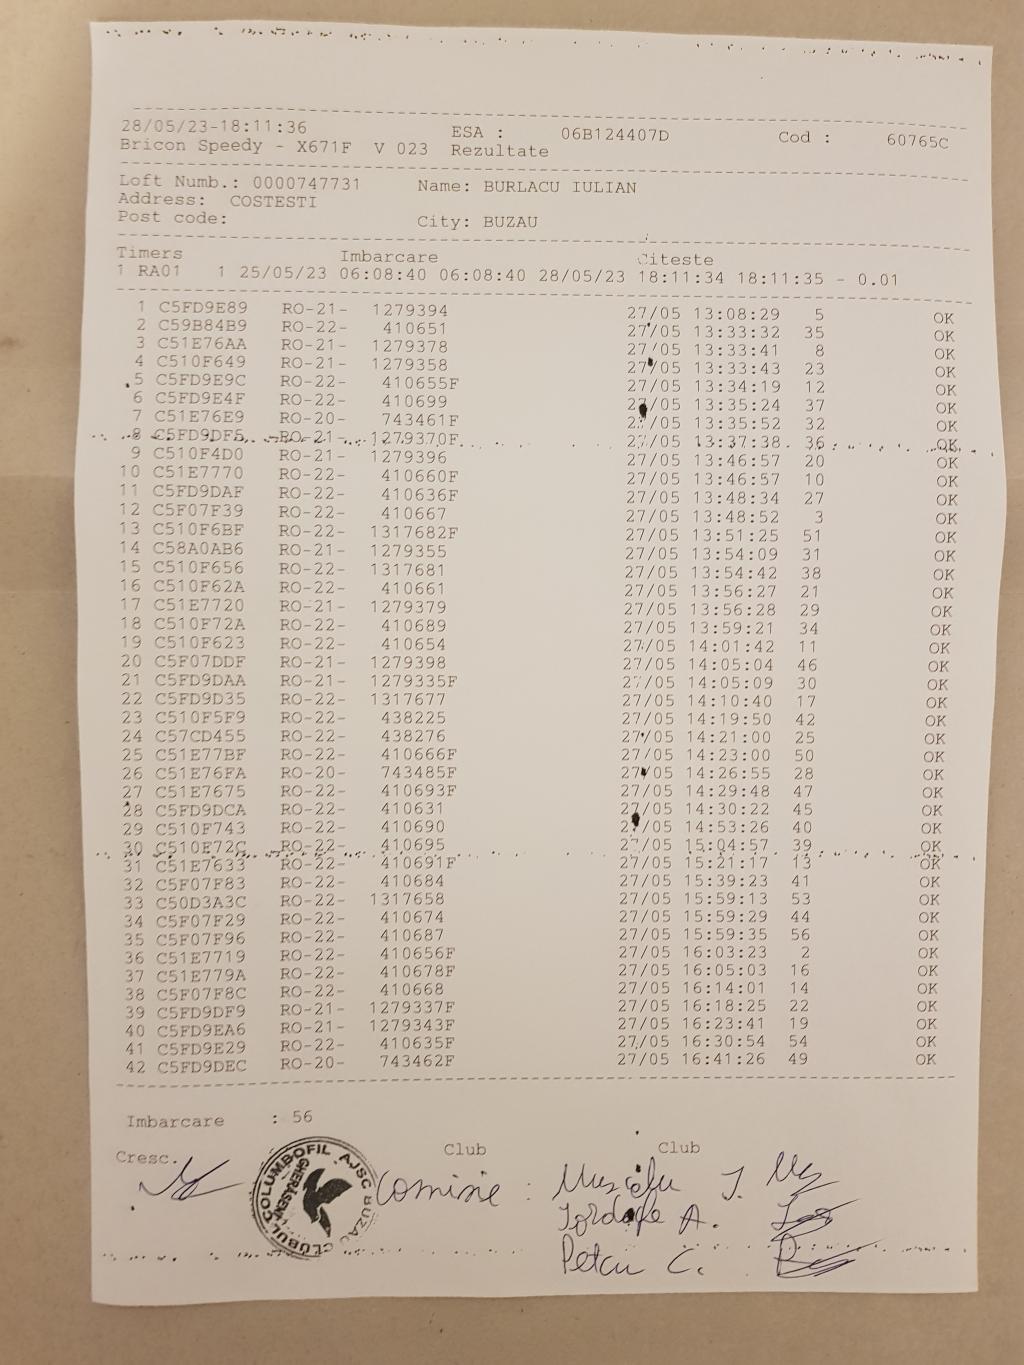 28/05/23-18:11:36 ESA : 06B124407D Cod : 60765C
Bricon Speedy - X671F V 023 Rezultate
Loft Numb.: 0000747731 Name: BURLACU IULIAN
Address: COSTESTI
Post code: City: BUZAU
Timers Imbarcare Citeste
1 RA01 1 25/05/23 06:08:40 06:08:40 28/05/23 18:11:34 18:11:35 - 0.01
1 C5FD9E89 RO-21- 1279394 27/05 13:08:29 5 OK
2 C59B84B9 RO-22- 410651 27/05 13:33:32 35 OK
3 C51E76AA RO-21- 1279378 27/05 13:33:41 8 OK
4 C510F649 RO-21- 1279358 27/05 13:33:43 23 OK
5 C5FD9E9C RO-22- 410655F 27/05 13:34:19 12 OK
6 C5FD9E4F RO-22- 410699 27/05 13:35:24 37 OK
7 C51E76E9 RO-20- 743461F 27/05 13:35:52 32 OK
8 C5FD9DF5 RO-21- 1279370F 27/05 13:37:38 36 OK
9 C510F4D0 RO-21- 1279396 27/05 13:46:57 20 OK
10 C51E7770 RO-22- 410660F 27/05 13:46:57 10 OK
11 C5FD9DAF RO-22- 410636F 27/05 13:48:34 27 OK
12 C5F07F39 RO-22- 410667 27/05 13:48:52 3 OK
13 C510F6BF RO-22- 1317682F 27/05 13:51:25 51 OK
14 C58A0AB6 RO-21- 1279355 27/05 13:54:09 31 OK
15 C510F656 RO-22- 1317681 27/05 13:54:42 38 OK
16 C510F62A RO-22- 410661 27/05 13:56:27 21 OK
17 C51E7720 RO-21- 1279379 27/05 13:56:28 29 OK
18 C510F72A RO-22- 410689 27/05 13:59:21 34 OK
19 C510F623 RO-22- 410654 27/05 14:01:42 11 OK
20 C5F07DDF RO-21- 1279398 27/05 14:05:04 46 OK
21 C5FD9DAA RO-21- 1279335F 27/05 14:05:09 30 OK
22 C5FD9D35 RO-22- 1317677 27/05 14:10:40 17 OK
23 C510F5F9 RO-22- 438225 27/05 14:19:50 42 OK
24 C57CD455 RO-22- 438276 27/05 14:21:00 25 OK
25 C51E77BF RO-22- 410666F 27/05 14:23:00 50 OK
26 C51E76FA RO-20- 743485F 27/05 14:26:55 28 OK
27 C51E7675 RO-22- 410693F 27/05 14:29:48 47 OK
28 C5FD9DCA RO-22- 410631 27/05 14:30:22 45 OK
29 C510F743 RO-22- 410690 27/05 14:53:26 40 OK
30 C510E72C RO-22- 410695 27/05 15:04:57 39 OK
31 C51E7633 RO-22- 410691F 27/05 15:21:17 13 OK
32 C5F07F83 RO-22- 410684 27/05 15:39:23 41 OK
33 C50D3A3C RO-22- 1317658 27/05 15:59:13 53 OK
34 C5F07F29 RO-22- 410674 27/05 15:59:29 44 OK
35 C5F07F96 RO-22- 410687 27/05 15:59:35 56 OK
36 C51E7719 RO-22- 410656F 27/05 16:03:23 2 OK
37 C51E779A RO-22- 410678F 27/05 16:05:03 16 OK
38 C5F07F8C RO-22- 410668 27/05 16:14:01 14 OK
39 C5FD9DF9 RO-21- 1279337F 27/05 16:18:25 22 OK
40 C5FD9EA6 RO-21- 1279343F 27/05 16:23:41 19 OK
41 C5FD9E29 RO-22- 410635F 27/05 16:30:54 54 OK
42 C5FD9DEC RO-20- 743462F 27/05 16:41:26 49 OK
Imbarcare : 56
Cresc. Club Club
CLUBUL COLUMBOFIL AJSC BUZAU
GHERASENI
Comisie :
Petcu C.